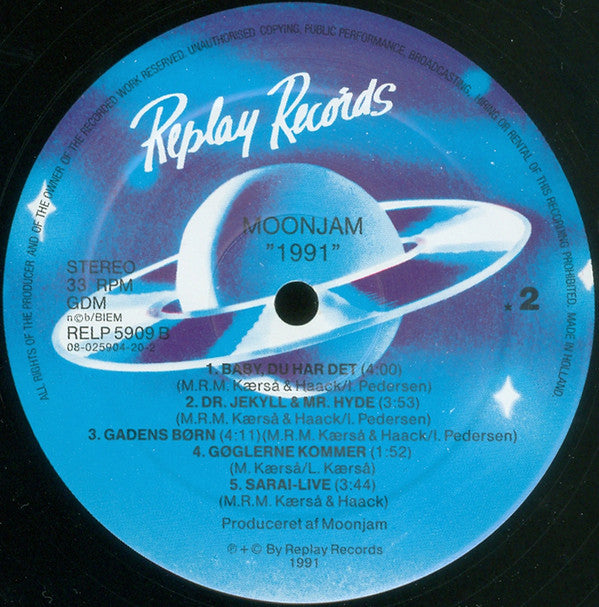 ALL RIGHTS OF THE PRODUCER AND OF THE OWNER OF THE RECORDED WORK RESERVED. UNAUTHORISED COPYING, PUBLIC PERFORMANCE, BROADCASTING, HIRING OR RENTAL OF THIS RECORDING PROHIBITED. MADE IN HOLLAND
Replay Records
MOONJAM
"1991"
STEREO
33 RPM
GDM
n©b/BIEM
RELP 5909 B
08-025904-20-2
2
1. BABY, DU HAR DET (4:00)
(M.R.M. Kærså & Haack/I. Pedersen)
2. DR. JEKYLL & MR. HYDE (3:53)
(M.R.M. Kærså & Haack/I. Pedersen)
3. GADENS BØRN (4:11) (M.R.M. Kærså & Haack/I. Pedersen)
4. GØGLERNE KOMMER (1:52)
(M. Kærså/L. Kærså)
5. SARAI-LIVE (3:44)
(M.R.M. Kærså & Haack)
Produceret af Moonjam
℗ + © By Replay Records
1991